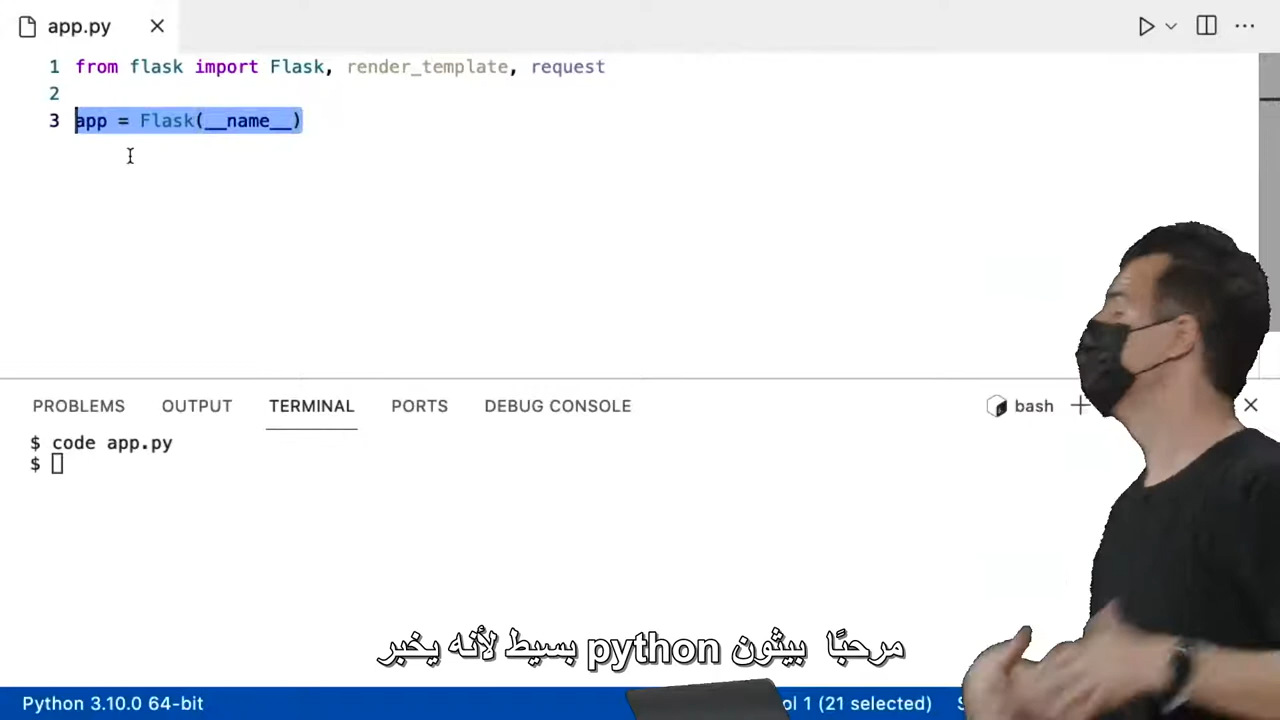 app.py
1 from flask import Flask, render_template, request
2
3 app = Flask(__name__)
PROBLEMS OUTPUT TERMINAL PORTS DEBUG CONSOLE bash
$ code app.py
$
مرحبًا بيثون python بسيط لأنه يخبر
Python 3.10.0 64-bit ol 1 (21 selected)